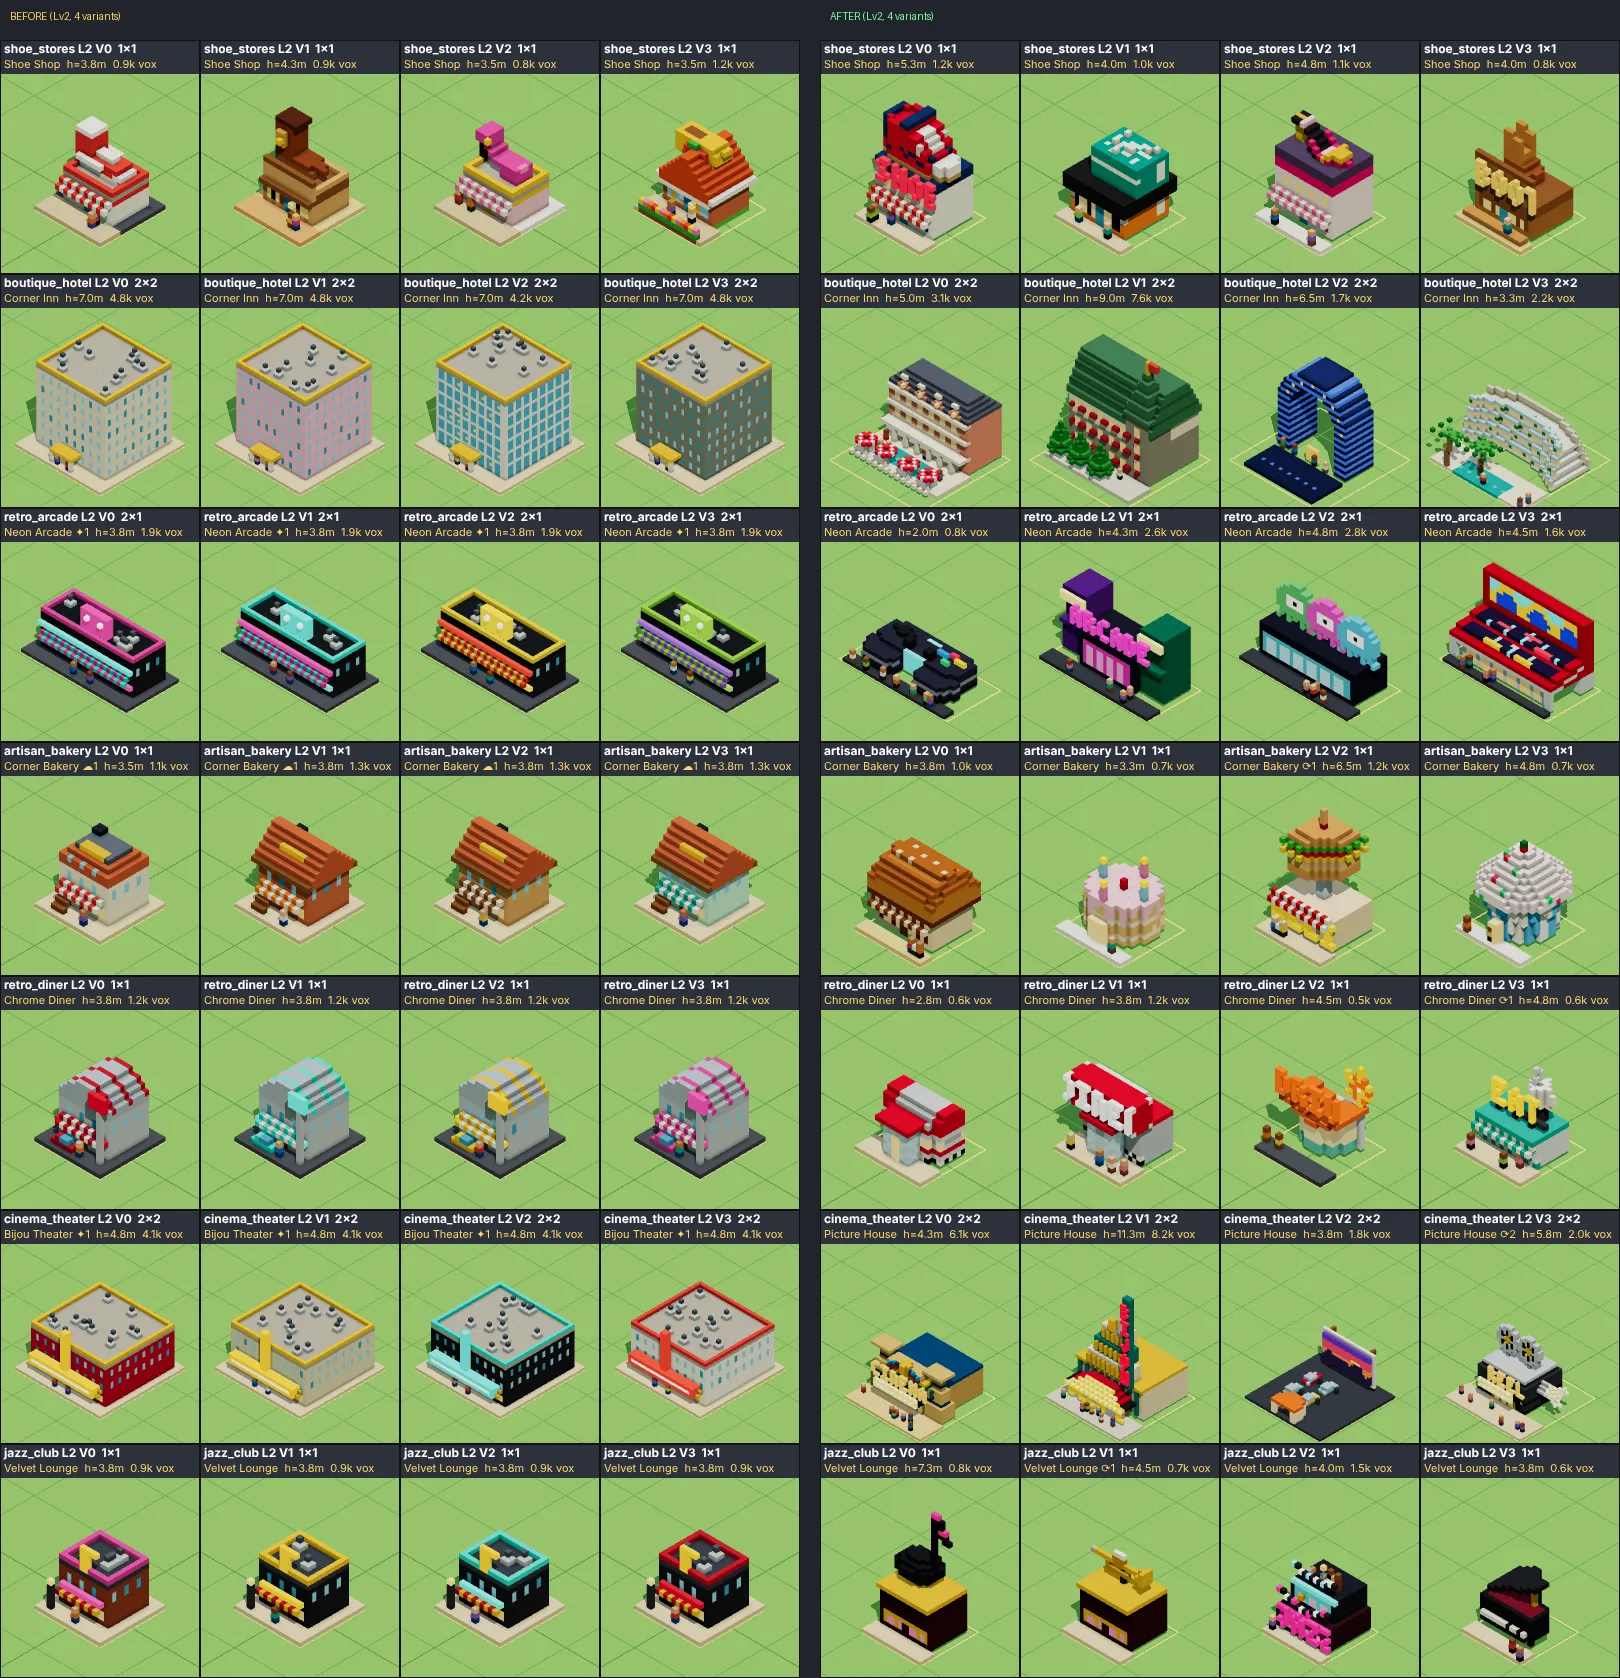 BEFORE (Lv2, 4 variants)
AFTER (Lv2, 4 variants)
shoe_stores L2 V0 1×1
Shoe Shop h=3.8m 0.9k vox
shoe_stores L2 V1 1×1
Shoe Shop h=4.3m 0.9k vox
shoe_stores L2 V2 1×1
Shoe Shop h=3.5m 0.8k vox
shoe_stores L2 V3 1×1
Shoe Shop h=3.5m 1.2k vox
shoe_stores L2 V0 1×1
Shoe Shop h=5.3m 1.2k vox
shoe_stores L2 V1 1×1
Shoe Shop h=4.0m 1.0k vox
shoe_stores L2 V2 1×1
Shoe Shop h=4.8m 1.1k vox
shoe_stores L2 V3 1×1
Shoe Shop h=4.0m 0.8k vox
boutique_hotel L2 V0 2×2
Corner Inn h=7.0m 4.8k vox
boutique_hotel L2 V1 2×2
Corner Inn h=7.0m 4.8k vox
boutique_hotel L2 V2 2×2
Corner Inn h=7.0m 4.2k vox
boutique_hotel L2 V3 2×2
Corner Inn h=7.0m 4.8k vox
boutique_hotel L2 V0 2×2
Corner Inn h=5.0m 3.1k vox
boutique_hotel L2 V1 2×2
Corner Inn h=9.0m 7.6k vox
boutique_hotel L2 V2 2×2
Corner Inn h=6.5m 1.7k vox
boutique_hotel L2 V3 2×2
Corner Inn h=3.3m 2.2k vox
retro_arcade L2 V0 2×1
Neon Arcade ✦1 h=3.8m 1.9k vox
retro_arcade L2 V1 2×1
Neon Arcade ✦1 h=3.8m 1.9k vox
retro_arcade L2 V2 2×1
Neon Arcade ✦1 h=3.8m 1.9k vox
retro_arcade L2 V3 2×1
Neon Arcade ✦1 h=3.8m 1.9k vox
retro_arcade L2 V0 2×1
Neon Arcade h=2.0m 0.8k vox
retro_arcade L2 V1 2×1
Neon Arcade h=4.3m 2.6k vox
ARCADE
retro_arcade L2 V2 2×1
Neon Arcade h=4.8m 2.8k vox
retro_arcade L2 V3 2×1
Neon Arcade h=4.5m 1.6k vox
artisan_bakery L2 V0 1×1
Corner Bakery ☁1 h=3.5m 1.1k vox
artisan_bakery L2 V1 1×1
Corner Bakery ☁1 h=3.8m 1.3k vox
artisan_bakery L2 V2 1×1
Corner Bakery ☁1 h=3.8m 1.3k vox
artisan_bakery L2 V3 1×1
Corner Bakery ☁1 h=3.8m 1.3k vox
artisan_bakery L2 V0 1×1
Corner Bakery h=3.8m 1.0k vox
artisan_bakery L2 V1 1×1
Corner Bakery h=3.3m 0.7k vox
artisan_bakery L2 V2 1×1
Corner Bakery ⟳1 h=6.5m 1.2k vox
artisan_bakery L2 V3 1×1
Corner Bakery h=4.8m 0.7k vox
retro_diner L2 V0 1×1
Chrome Diner h=3.8m 1.2k vox
retro_diner L2 V1 1×1
Chrome Diner h=3.8m 1.2k vox
retro_diner L2 V2 1×1
Chrome Diner h=3.8m 1.2k vox
retro_diner L2 V3 1×1
Chrome Diner h=3.8m 1.2k vox
retro_diner L2 V0 1×1
Chrome Diner h=2.8m 0.6k vox
retro_diner L2 V1 1×1
Chrome Diner h=3.8m 1.2k vox
retro_diner L2 V2 1×1
Chrome Diner h=4.5m 0.5k vox
retro_diner L2 V3 1×1
Chrome Diner ⟳1 h=4.8m 0.6k vox
EAT
cinema_theater L2 V0 2×2
Bijou Theater ✦1 h=4.8m 4.1k vox
cinema_theater L2 V1 2×2
Bijou Theater ✦1 h=4.8m 4.1k vox
cinema_theater L2 V2 2×2
Bijou Theater ✦1 h=4.8m 4.1k vox
cinema_theater L2 V3 2×2
Bijou Theater ✦1 h=4.8m 4.1k vox
cinema_theater L2 V0 2×2
Picture House h=4.3m 6.1k vox
cinema_theater L2 V1 2×2
Picture House h=11.3m 8.2k vox
cinema_theater L2 V2 2×2
Picture House h=3.8m 1.8k vox
cinema_theater L2 V3 2×2
Picture House ⟳2 h=5.8m 2.0k vox
jazz_club L2 V0 1×1
Velvet Lounge h=3.8m 0.9k vox
jazz_club L2 V1 1×1
Velvet Lounge h=3.8m 0.9k vox
jazz_club L2 V2 1×1
Velvet Lounge h=3.8m 0.9k vox
jazz_club L2 V3 1×1
Velvet Lounge h=3.8m 0.9k vox
jazz_club L2 V0 1×1
Velvet Lounge h=7.3m 0.8k vox
jazz_club L2 V1 1×1
Velvet Lounge ⟳1 h=4.5m 0.7k vox
jazz_club L2 V2 1×1
Velvet Lounge h=4.0m 1.5k vox
JAZZ
jazz_club L2 V3 1×1
Velvet Lounge h=3.8m 0.6k vox